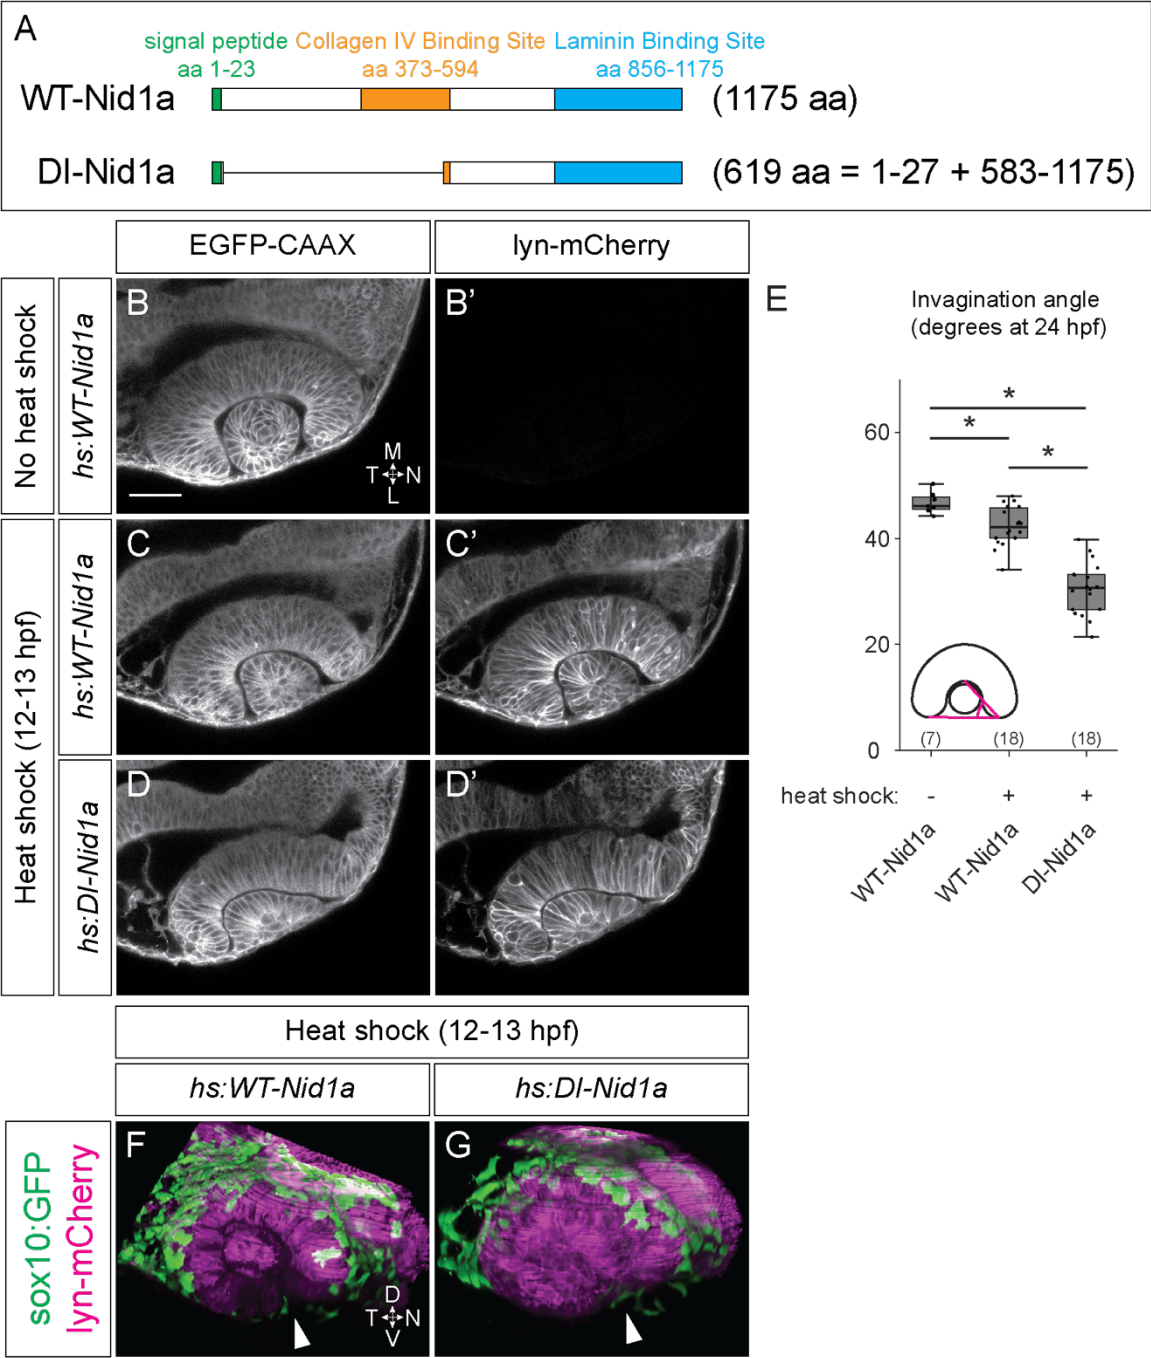 A
signal peptide Collagen IV Binding Site Laminin Binding Site
aa 1-23 aa 373-594 aa 856-1175
WT-Nid1a (1175 aa)
Dl-Nid1a (619 aa = 1-27 + 583-1175)
EGFP-CAAX lyn-mCherry
No heat shock
hs:WT-Nid1a
B B’
M
T N
L
Heat shock (12-13 hpf)
hs:WT-Nid1a
C C’
hs:Dl-Nid1a
D D’
E
Invagination angle
(degrees at 24 hpf)
* 
* 
* 
60
40
20
0
(7) (18) (18)
heat shock: - + +
WT-Nid1a WT-Nid1a Dl-Nid1a
Heat shock (12-13 hpf)
hs:WT-Nid1a hs:Dl-Nid1a
sox10:GFP
lyn-mCherry
F G
D
T N
V